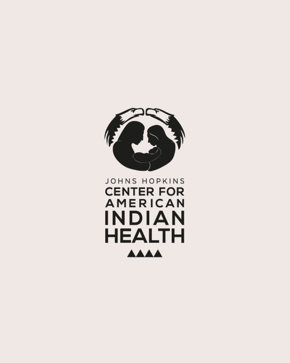 JOHNS HOPKINS
CENTER FOR
AMERICAN
INDIAN
HEALTH